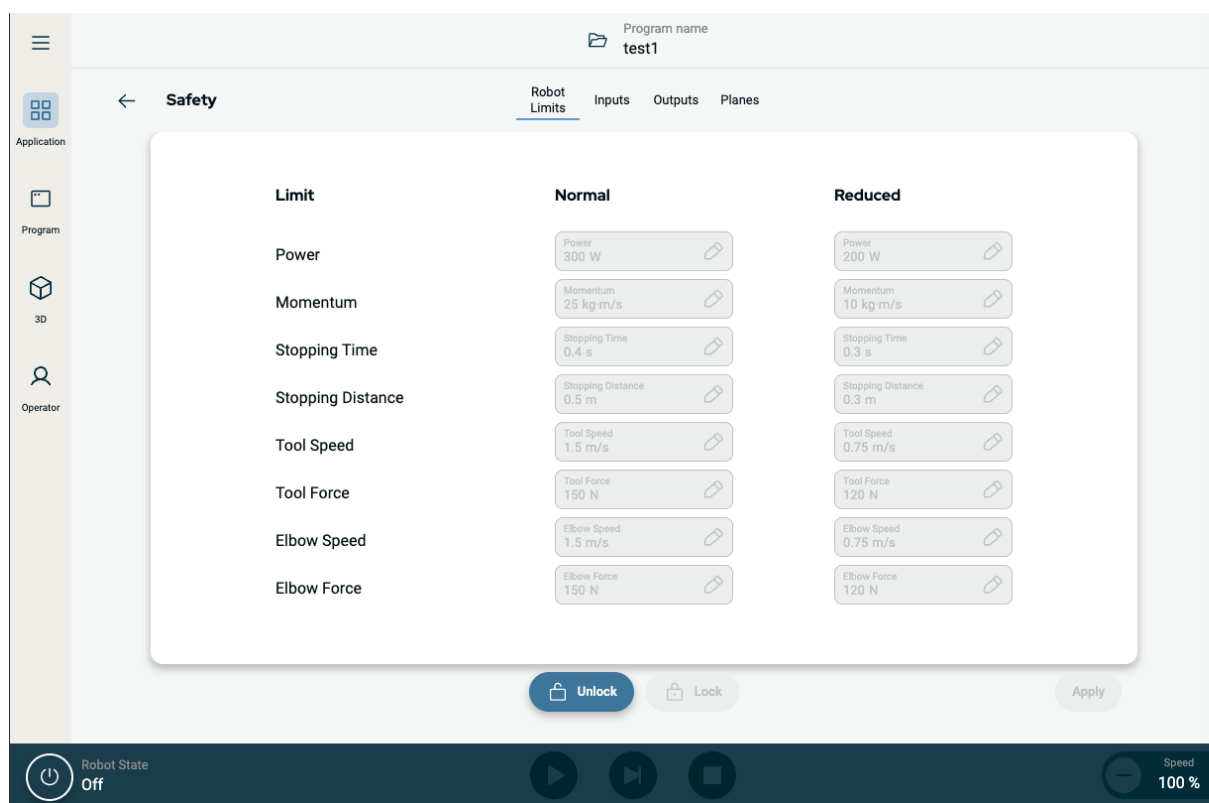 Program name
test1
Application
Program
3D
Operator
Safety
Robot
Limits
Inputs
Outputs
Planes
Limit Normal Reduced
Power
Power
300 W
Power
200 W
Momentum
Momentum
25 kg·m/s
Momentum
10 kg·m/s
Stopping Time
Stopping Time
0.4 s
Stopping Time
0.3 s
Stopping Distance
Stopping Distance
0.5 m
Stopping Distance
0.3 m
Tool Speed
Tool Speed
1.5 m/s
Tool Speed
0.75 m/s
Tool Force
Tool Force
150 N
Tool Force
120 N
Elbow Speed
Elbow Speed
1.5 m/s
Elbow Speed
0.75 m/s
Elbow Force
Elbow Force
150 N
Elbow Force
120 N
Unlock
Lock
Apply
Robot State
Off
Speed
100 %